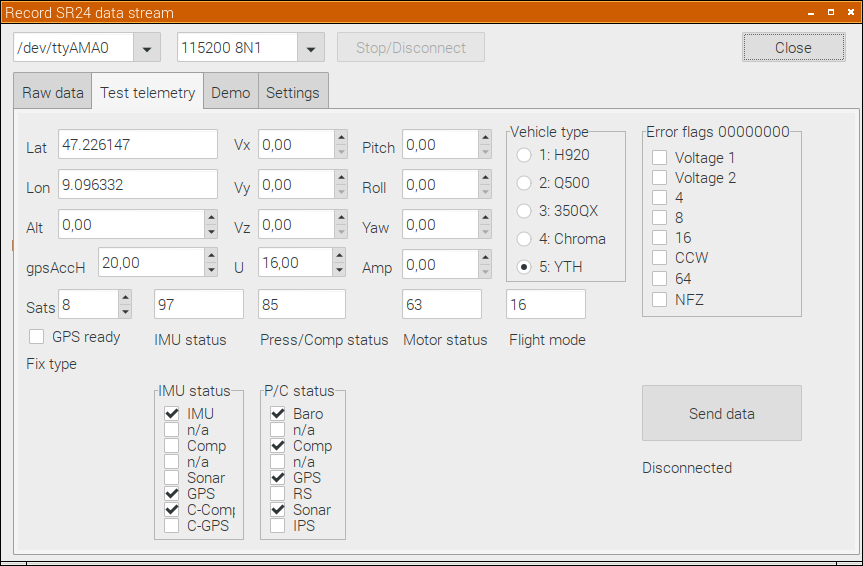 Record SR24 data stream
/dev/ttyAMA0 115200 8N1 Stop/Disconnect Close
Raw data Test telemetry Demo Settings
Lat 47.226147 Vx 0,00 Pitch 0,00
Lon 9.096332 Vy 0,00 Roll 0,00
Alt 0,00 Vz 0,00 Yaw 0,00
gpsAccH 20,00 U 16,00 Amp 0,00
Vehicle type
1: H920
2: Q500
3: 350QX
4: Chroma
5: YTH
Error flags 00000000
Voltage 1
Voltage 2
4
8
16
CCW
64
NFZ
Sats 8 97 85 63 16
GPS ready IMU status Press/Comp status Motor status Flight mode
Fix type
IMU status
IMU
n/a
Comp
n/a
Sonar
GPS
C-Comp
C-GPS
P/C status
Baro
n/a
Comp
n/a
GPS
RS
Sonar
IPS
Send data
Disconnected